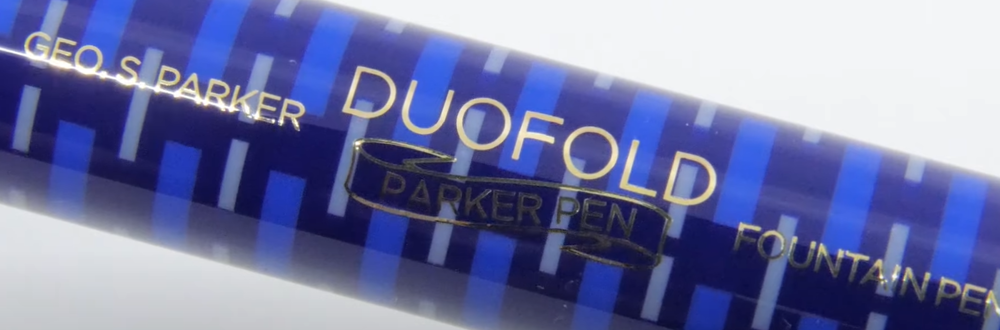 GEO. S. PARKER
DUOFOLD
PARKER PEN
FOUNTAIN PEN